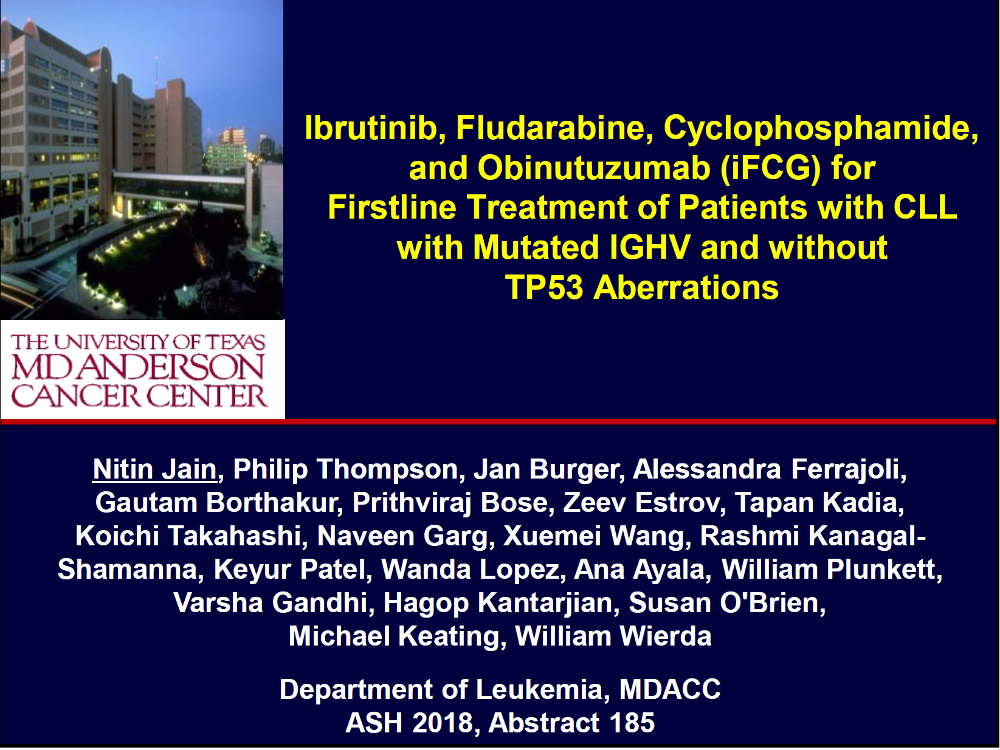 Ibrutinib, Fludarabine, Cyclophosphamide,
and Obinutuzumab (iFCG) for
Firstline Treatment of Patients with CLL
with Mutated IGHV and without
TP53 Aberrations
THE UNIVERSITY OF TEXAS
MD ANDERSON
CANCER CENTER
Nitin Jain, Philip Thompson, Jan Burger, Alessandra Ferrajoli,
Gautam Borthakur, Prithviraj Bose, Zeev Estrov, Tapan Kadia,
Koichi Takahashi, Naveen Garg, Xuemei Wang, Rashmi Kanagal-
Shamanna, Keyur Patel, Wanda Lopez, Ana Ayala, William Plunkett,
Varsha Gandhi, Hagop Kantarjian, Susan O'Brien,
Michael Keating, William Wierda
Department of Leukemia, MDACC
ASH 2018, Abstract 185